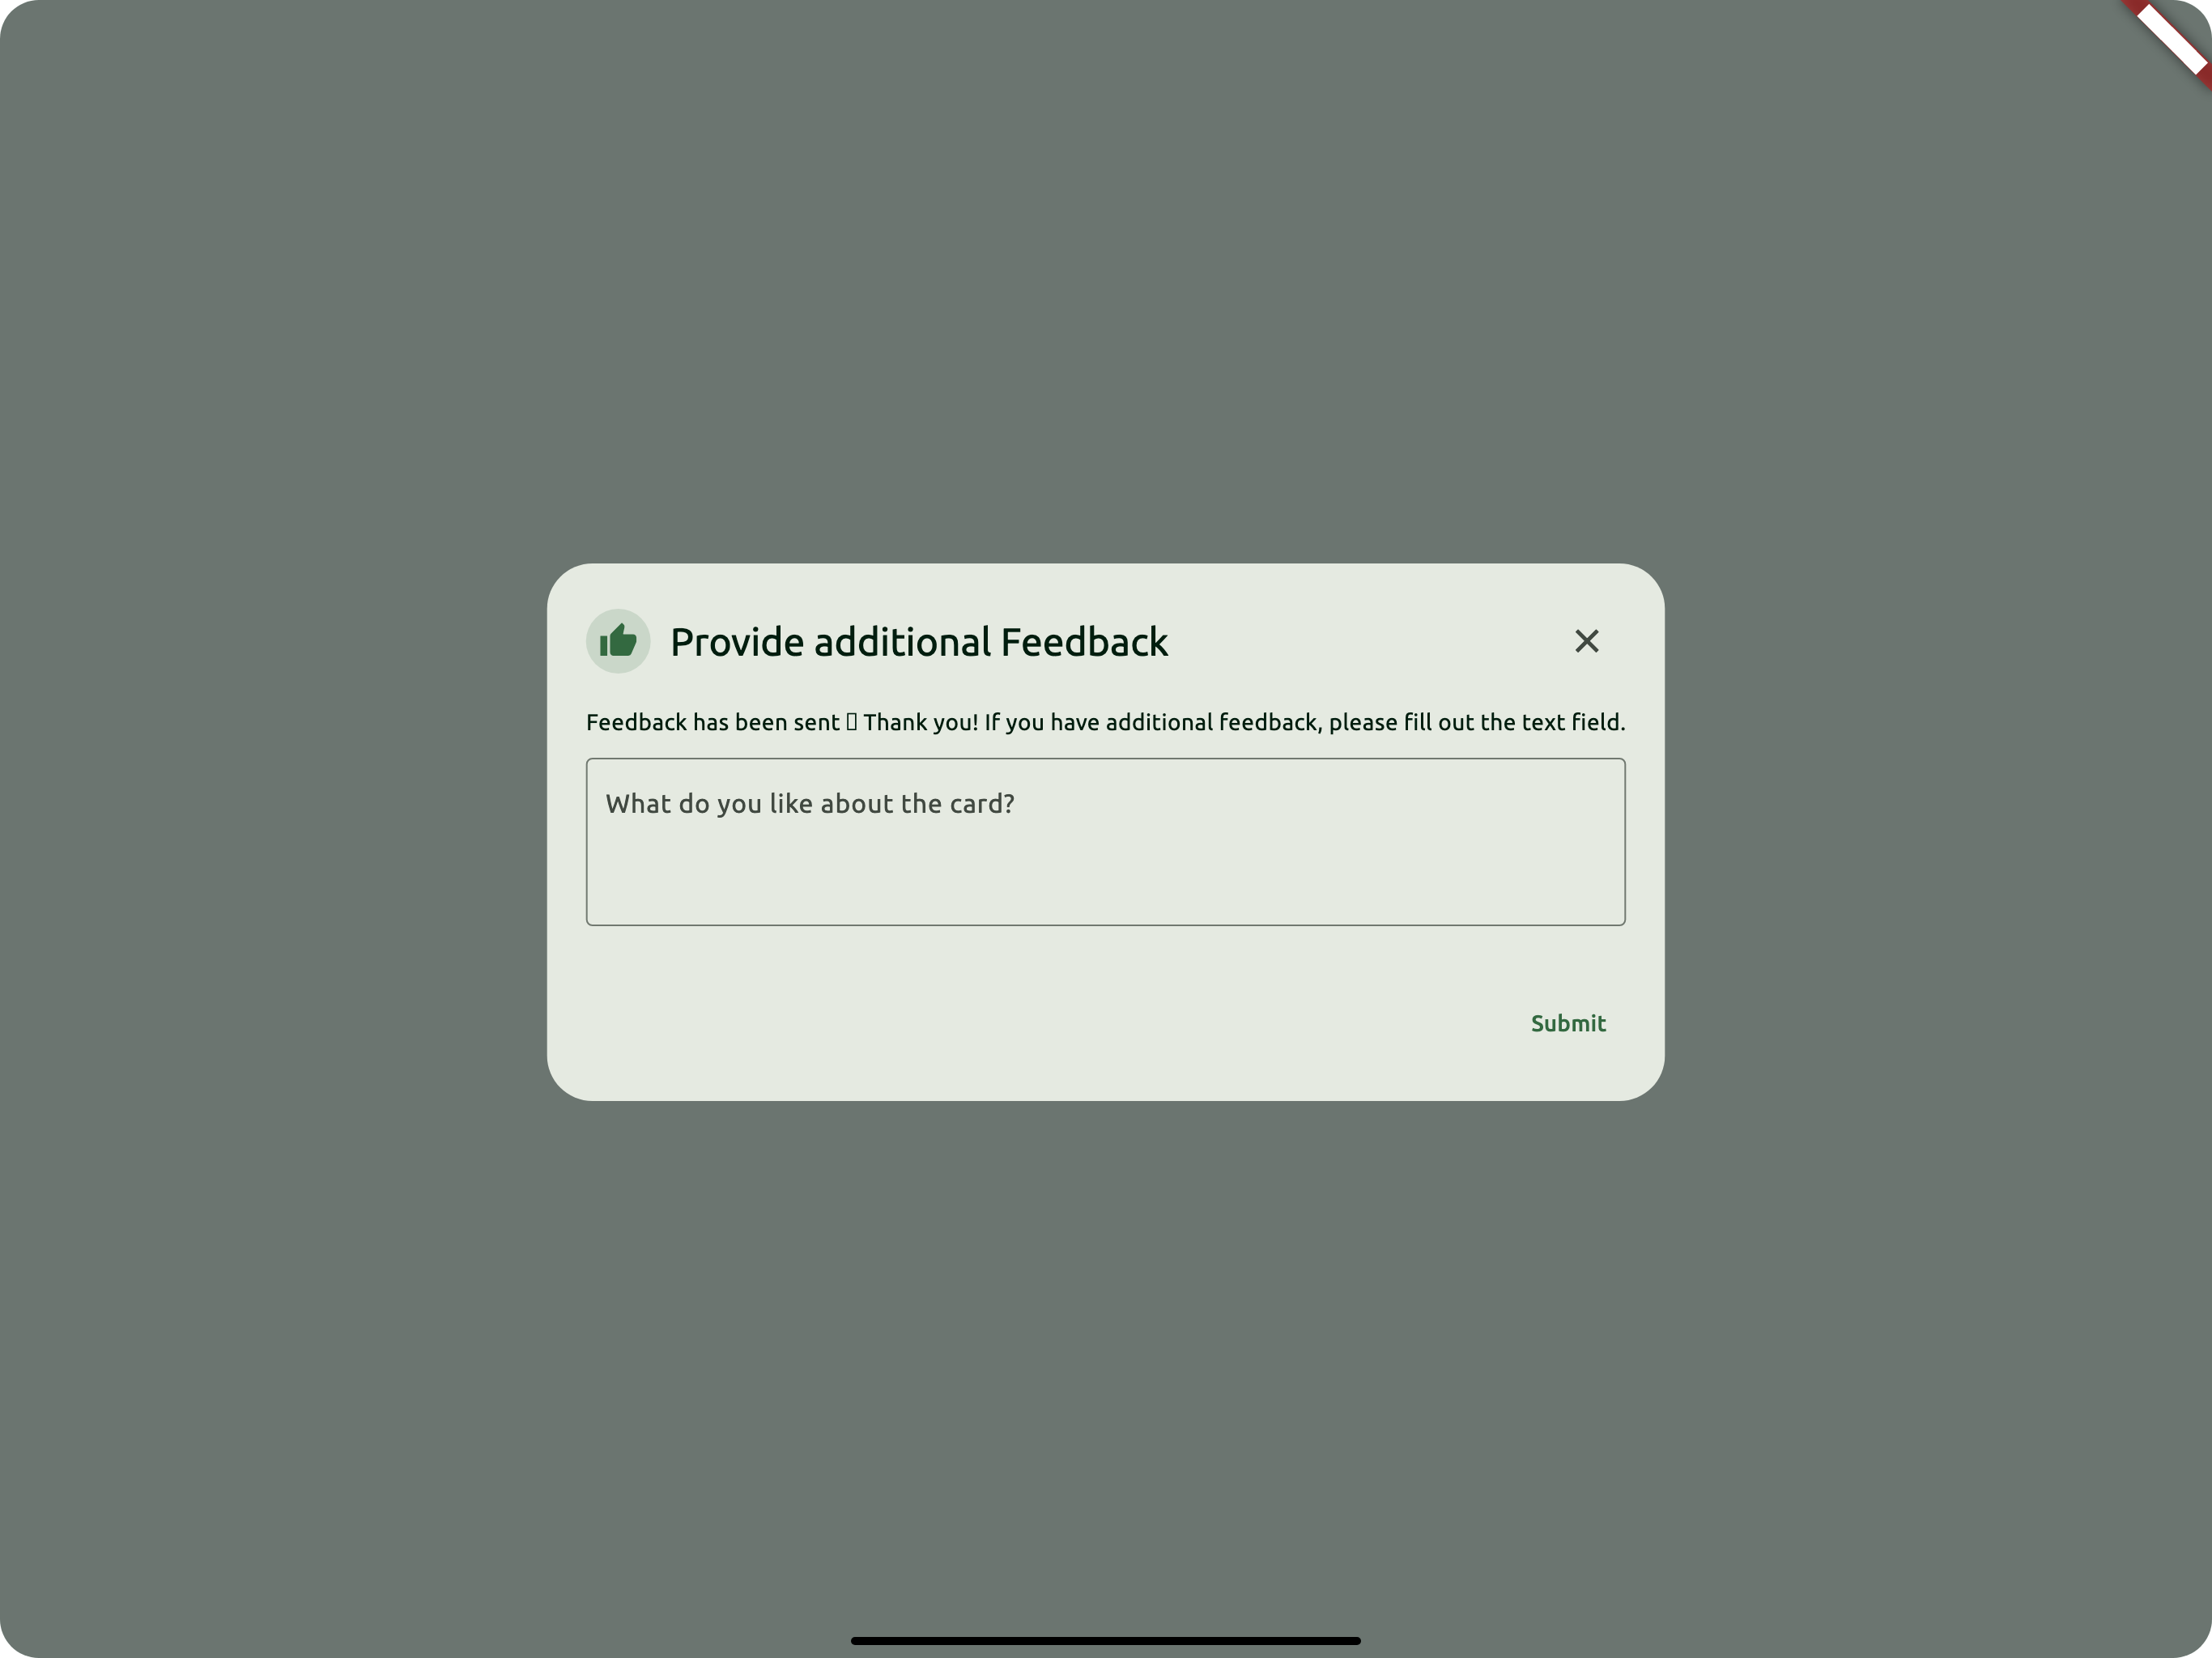 Provide additional Feedback
Feedback has been sent Thank you! If you have additional feedback, please fill out the text field.
What do you like about the card?
Submit